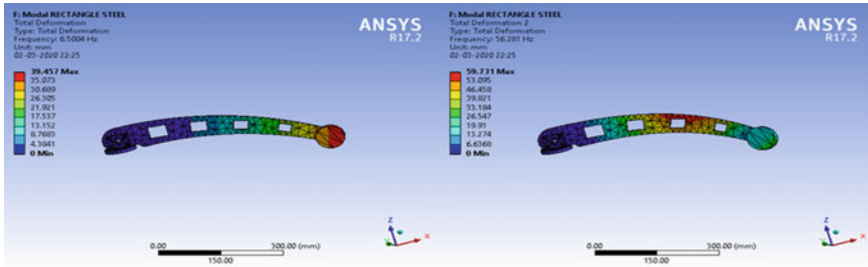 F: Modal RECTANGLE STEEL
Total Deformation
Type: Total Deformation
Frequency: 6.5004 Hz
Unit: mm
02-03-2020 22:25
39.457 Max
35.073
30.689
26.305
21.921
17.537
13.152
8.7683
4.3841
0 Min
ANSYS
R17.2
Z
Y
X
0.00
300.00 (mm)
150.00
F: Modal RECTANGLE STEEL
Total Deformation 2
Type: Total Deformation
Frequency: 56.281 Hz
Unit: mm
02-03-2020 22:25
59.731 Max
53.095
46.458
39.821
33.184
26.547
19.91
13.274
6.6368
0 Min
ANSYS
R17.2
Z
Y
X
0.00
300.00 (mm)
150.00